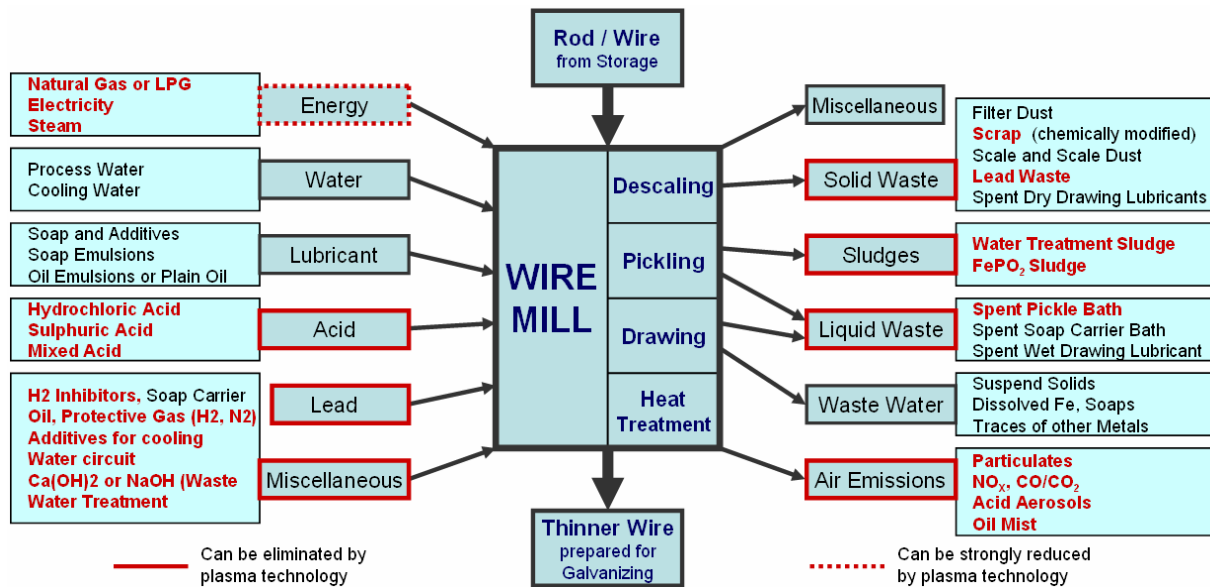 Rod / Wire
from Storage
Natural Gas or LPG
Electricity
Steam
Energy
Process Water
Cooling Water
Water
Soap and Additives
Soap Emulsions
Oil Emulsions or Plain Oil
Lubricant
Hydrochloric Acid
Sulphuric Acid
Mixed Acid
Acid
H2 Inhibitors, Soap Carrier
Oil, Protective Gas (H2, N2)
Additives for cooling
Water circuit
Ca(OH)2 or NaOH (Waste
Water Treatment
Lead
Miscellaneous
WIRE
MILL
Descaling
Pickling
Drawing
Heat
Treatment
Miscellaneous
Solid Waste
Filter Dust
Scrap (chemically modified)
Scale and Scale Dust
Lead Waste
Spent Dry Drawing Lubricants
Sludges
Water Treatment Sludge
FePO₂ Sludge
Liquid Waste
Spent Pickle Bath
Spent Soap Carrier Bath
Spent Wet Drawing Lubricant
Waste Water
Suspend Solids
Dissolved Fe, Soaps
Traces of other Metals
Air Emissions
Particulates
NOₓ, CO/CO₂
Acid Aerosols
Oil Mist
Thinner Wire
prepared for
Galvanizing
Can be eliminated by
plasma technology
Can be strongly reduced
by plasma technology